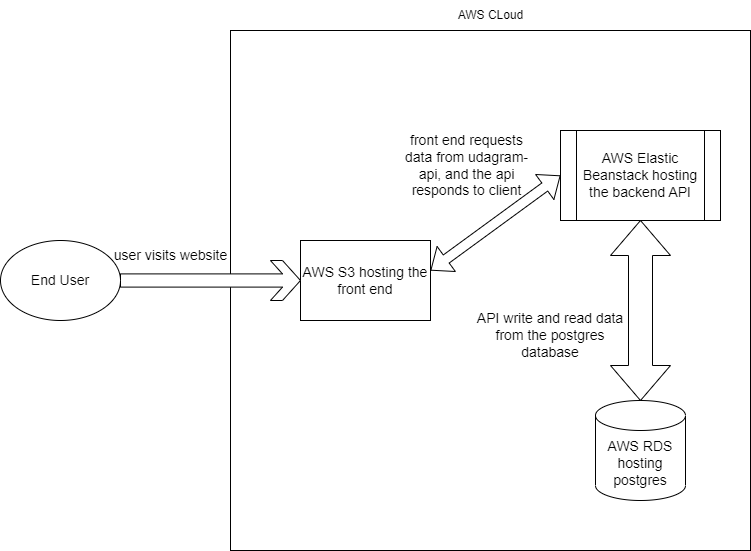 AWS CLoud
front end requests
data from udagram-
api, and the api
responds to client
AWS Elastic
Beanstack hosting
the backend API
user visits website
End User
AWS S3 hosting the
front end
API write and read data
from the postgres
database
AWS RDS
hosting
postgres